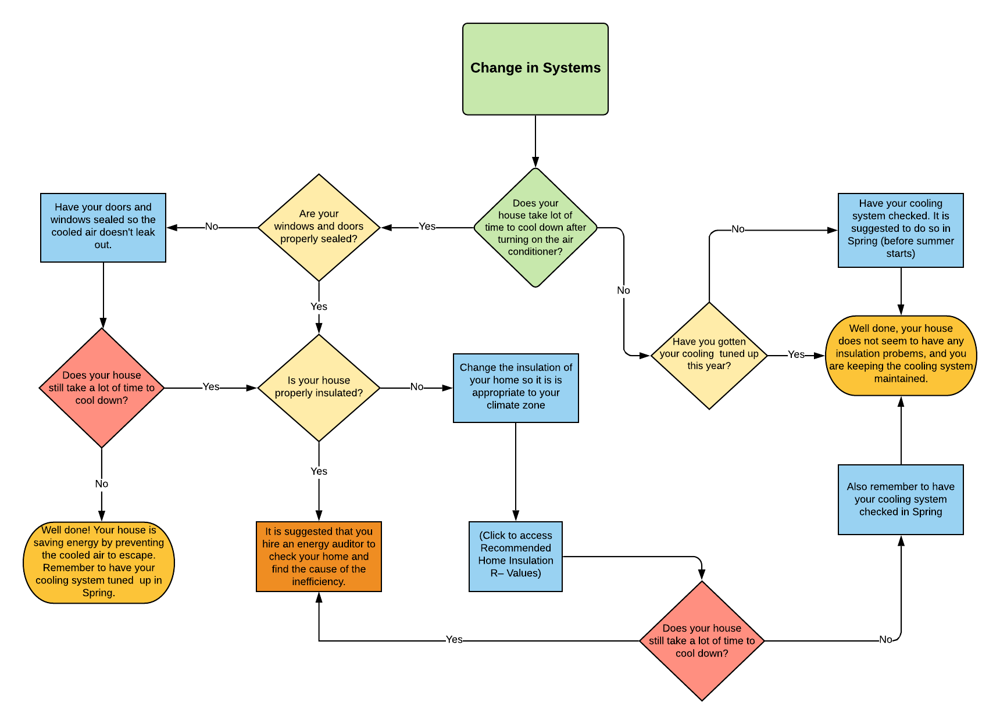 Change in Systems
Does your
house take lot of
time to cool down after
turning on the air
conditioner?
Yes
No
Are your
windows and doors
properly sealed?
No
Yes
Have your doors and
windows sealed so the
cooled air doesn't leak
out.
Does your house
still take a lot of time to
cool down?
Yes
No
Well done! Your house is
saving energy by preventing
the cooled air to escape.
Remember to have your
cooling system tuned  up in
Spring.
Is your house
properly insulated?
No
Yes
It is suggested that you
hire an energy auditor to
check your home and
find the cause of the
inefficiency.
Change the insulation of
your home so it is is
appropriate to your
climate zone
(Click to access
Recommended
Home Insulation
R– Values)
Does your house
still take a lot of time to
cool down?
Yes
No
Also remember to have
your cooling system
checked in Spring
Have you gotten
your cooling  tuned up
this year?
No
Yes
Have your cooling
system checked. It is
suggested to do so in
Spring (before summer
starts)
Well done, your house
does not seem to have any
insulation probems, and you
are keeping the cooling system
maintained.